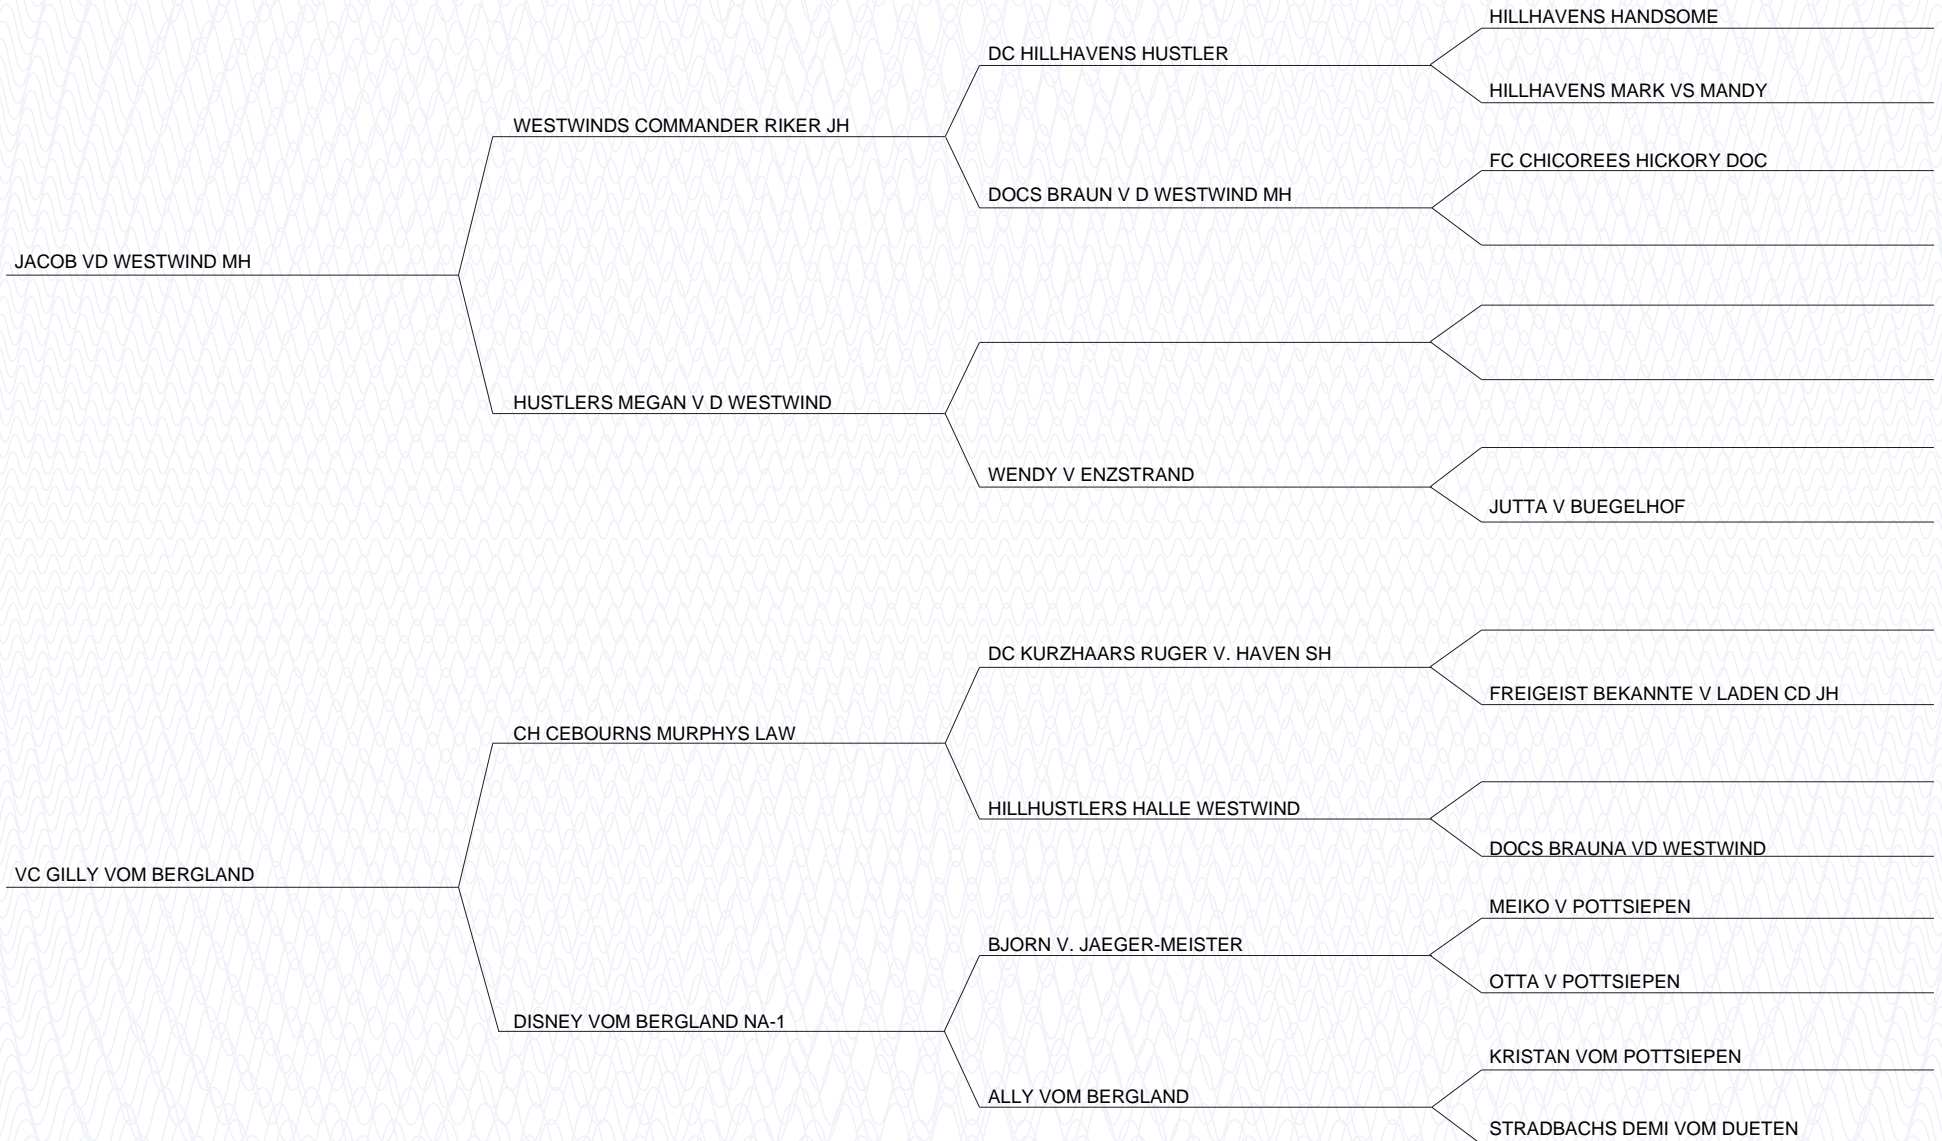 HILLHAVENS HANDSOME
DC HILLHAVENS HUSTLER
HILLHAVENS MARK VS MANDY
WESTWINDS COMMANDER RIKER JH
FC CHICOREES HICKORY DOC
DOCS BRAUN V D WESTWIND MH
JACOB VD WESTWIND MH
HUSTLERS MEGAN V D WESTWIND
WENDY V ENZSTRAND
JUTTA V BUEGELHOF
DC KURZHAARS RUGER V. HAVEN SH
FREIGEIST BEKANNTE V LADEN CD JH
CH CEBOURNS MURPHYS LAW
HILLHUSTLERS HALLE WESTWIND
DOCS BRAUNA VD WESTWIND
VC GILLY VOM BERGLAND
MEIKO V POTTSIEPEN
BJORN V. JAEGER-MEISTER
OTTA V POTTSIEPEN
DISNEY VOM BERGLAND NA-1
KRISTAN VOM POTTSIEPEN
ALLY VOM BERGLAND
STRADBACHS DEMI VOM DUETEN